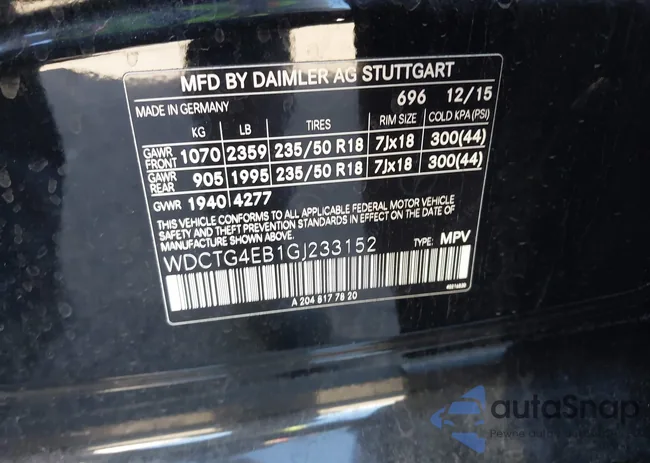 MFD BY DAIMLER AG STUTTGART
MADE IN GERMANY 696 12/15
KG LB TIRES RIM SIZE COLD KPA (PSI)
GAWR FRONT 1070 2359 235/50 R18 7Jx18 300(44)
GAWR REAR 905 1995 235/50 R18 7Jx18 300(44)
GVWR 1940 4277
THIS VEHICLE CONFORMS TO ALL APPLICABLE FEDERAL MOTOR VEHICLE
SAFETY AND THEFT PREVENTION STANDARDS IN EFFECT ON THE DATE OF
MANUFACTURE SHOWN ABOVE.
WDCTG4EB1GJ233152 TYPE: MPV
A 204 817 78 20
autoSnap